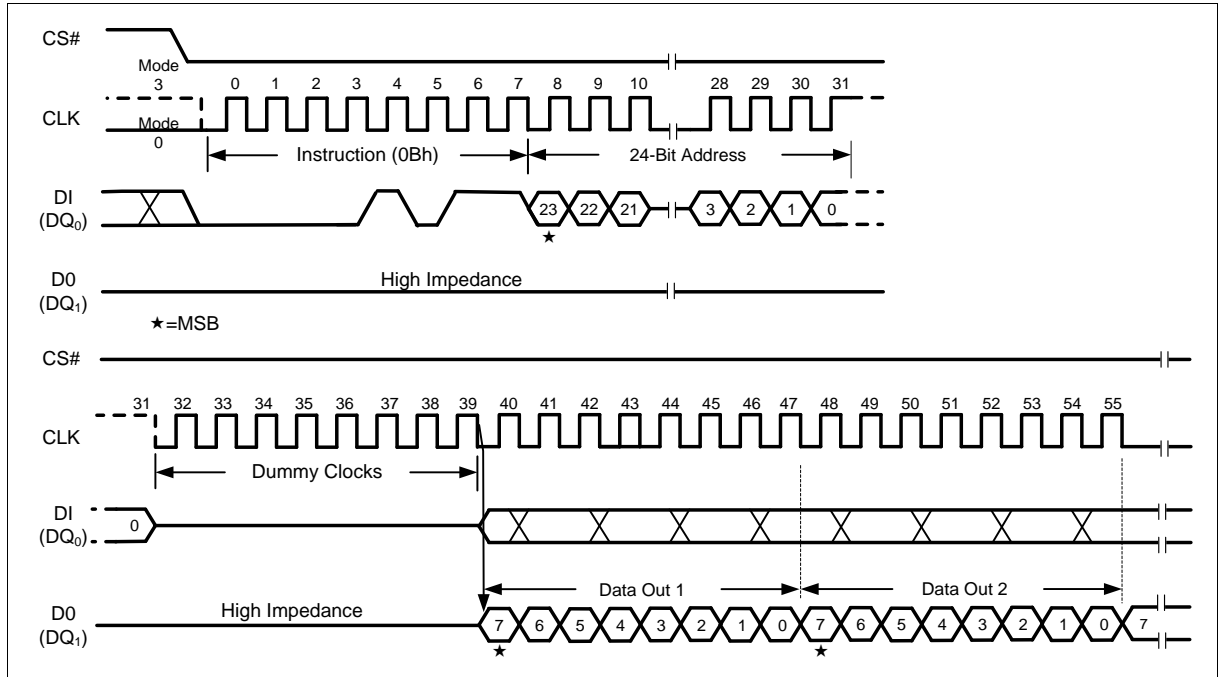 CS#
Mode
3
0 1 2 3 4 5 6 7 8 9 10 28 29 30 31
CLK
Mode
0
Instruction (0Bh) 24-Bit Address
DI
(DQ0)
23 22 21 3 2 1 0
★
D0
(DQ1)
High Impedance
★=MSB
CS#
31 32 33 34 35 36 37 38 39 40 41 42 43 44 45 46 47 48 49 50 51 52 53 54 55
CLK
Dummy Clocks
DI
(DQ0)
0
Data Out 1 Data Out 2
D0
(DQ1)
High Impedance
7 6 5 4 3 2 1 0 7 6 5 4 3 2 1 0 7
★ ★